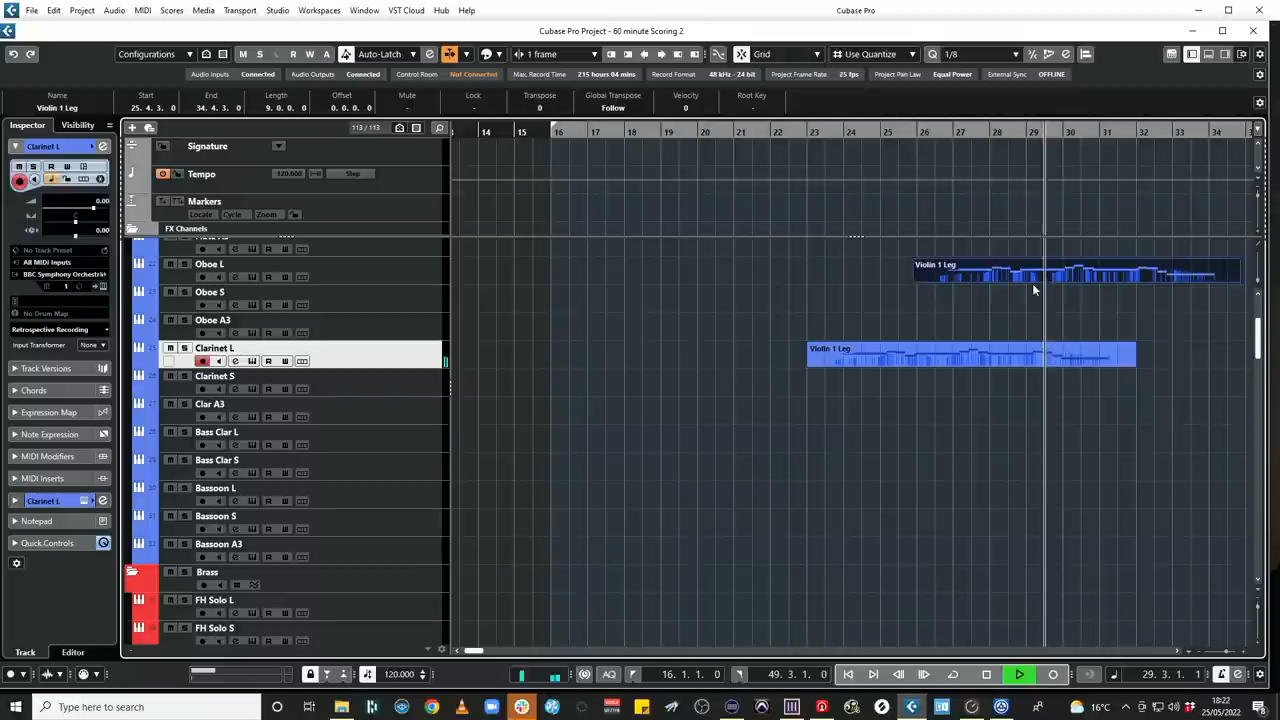 File Edit Project Audio MIDI Scores Media Transport Studio Workspaces Window VST Cloud Hub Help Cubase Pro
Cubase Pro Project - 60 minute Scoring 2
Configurations M S L R W A Auto-Latch 1 frame Grid Use Quantize 1/8
Audio Inputs Connected Audio Outputs Connected Control Room Not Connected Max. Record Time 215 hours 04 mins Record Format 48 kHz - 24 bit Project Frame Rate 25 fps Project Pan Law Equal Power External Sync OFFLINE
Name Start End Length Offset Mute Lock Transpose Global Transpose Velocity Root Key
Violin 1 Leg 25. 4. 3. 0 34. 4. 3. 0 9. 0. 0. 0 0. 0. 0. 0 - - 0 Follow 0 -
Inspector Visibility 113 / 113 14 15 16 17 18 19 20 21 22 23 24 25 26 27 28 29 30 31 32 33 34
Clarinet L Signature
M S R W
Tempo 120.000 Step
0.00 Markers
Locate Cycle Zoom
C
0.00 FX Channels
No Track Preset
All MIDI Inputs
BBC Symphony Orchestra
1
No Drum Map
Retrospective Recording
Input Transformer None
Track Versions
Chords
Expression Map
Note Expression
MIDI Modifiers
MIDI Inserts
Clarinet L
Notepad
Quick Controls
Oboe L Violin 1 Leg
Oboe S
Oboe A3
Clarinet L Violin 1 Leg
Clarinet S
Clar A3
Bass Clar L
Bass Clar S
Bassoon L
Bassoon S
Bassoon A3
Brass
FH Solo L
FH Solo S
Track Editor
120.000 AQ 16. 1. 1. 0 49. 3. 1. 0 29. 3. 1. 1
Type here to search 16°C 18:22
25/05/2022